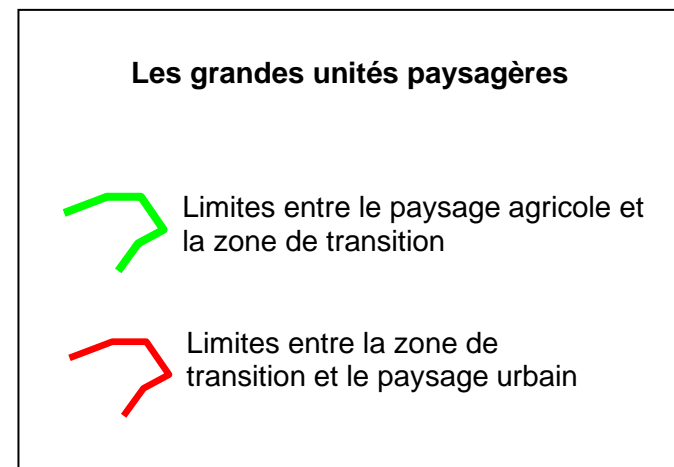 Les grandes unités paysagères
Limites entre le paysage agricole et
la zone de transition
Limites entre la zone de
transition et le paysage urbain